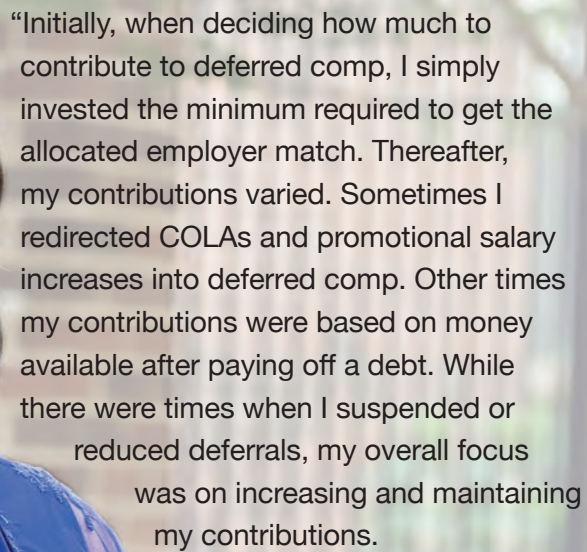 “Initially, when deciding how much to
contribute to deferred comp, I simply
invested the minimum required to get the
allocated employer match. Thereafter,
my contributions varied. Sometimes I
redirected COLAs and promotional salary
increases into deferred comp. Other times
my contributions were based on money
available after paying off a debt. While
there were times when I suspended or
reduced deferrals, my overall focus
was on increasing and maintaining
my contributions.